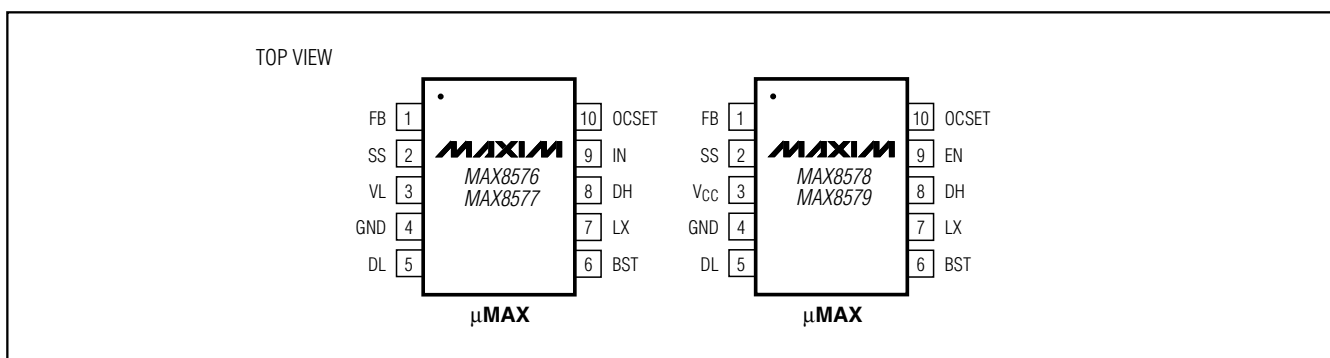 TOP VIEW
FB 1
SS 2
VL 3
GND 4
DL 5
MAXIM
MAX8576
MAX8577
10 OCSET
9 IN
8 DH
7 LX
6 BST
µMAX
FB 1
SS 2
VCC 3
GND 4
DL 5
MAXIM
MAX8578
MAX8579
10 OCSET
9 EN
8 DH
7 LX
6 BST
µMAX